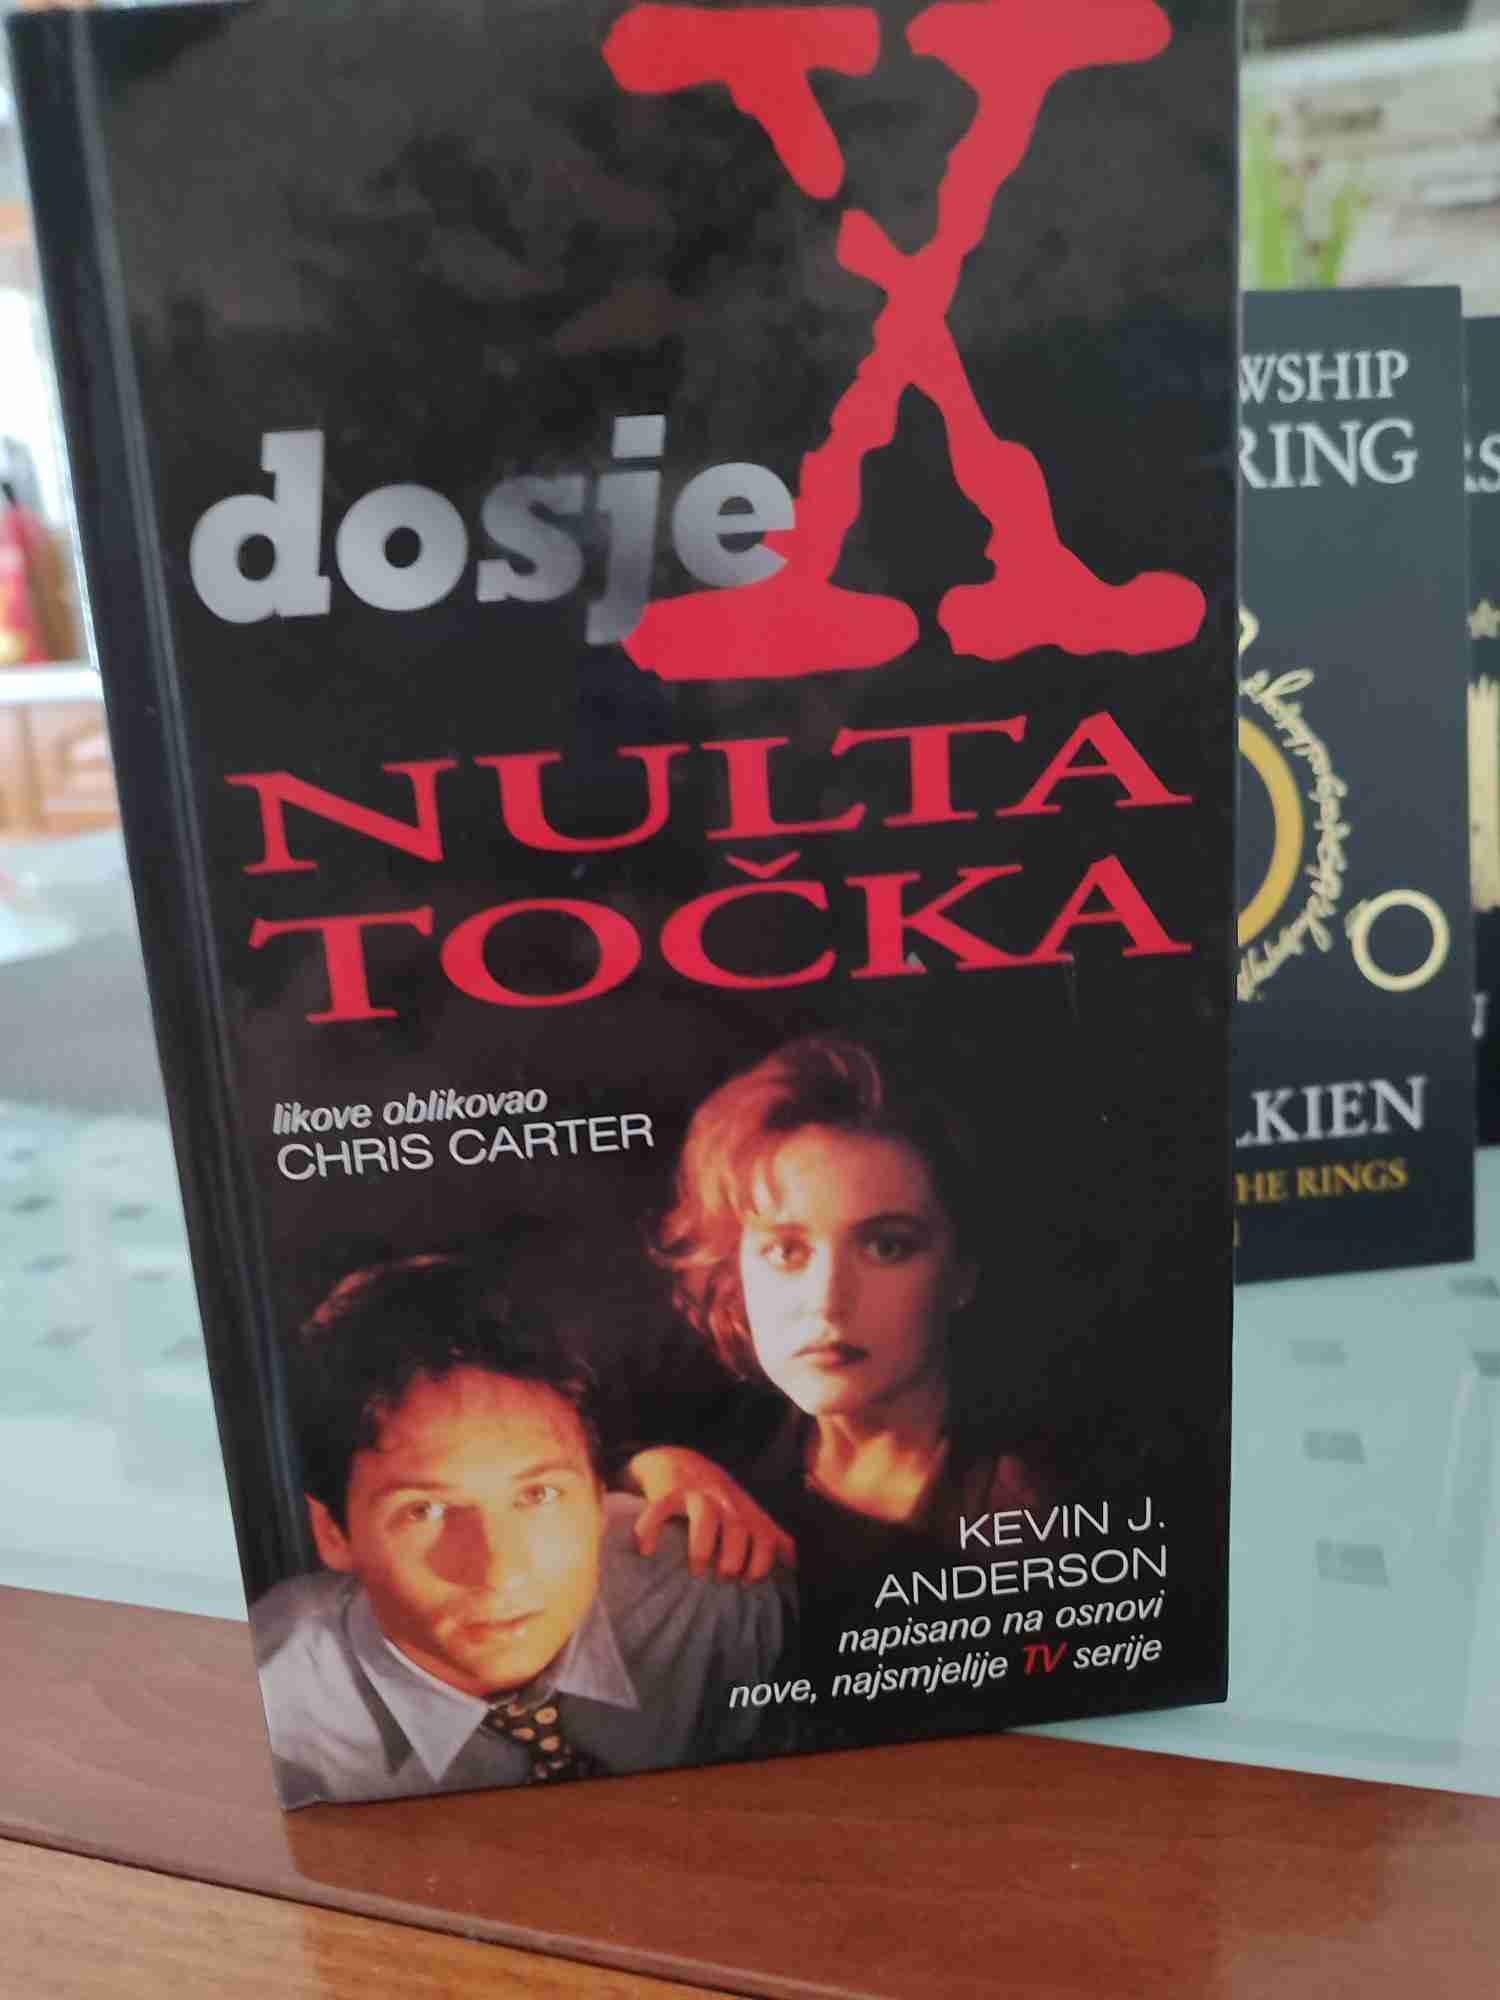 dosje X
NULTA
TOČKA
likove oblikovao
CHRIS CARTER
KEVIN J.
ANDERSON
napisano na osnovi
nove, najsmjelije TV serije
WSHIP
RING
LKIEN
HE RINGS